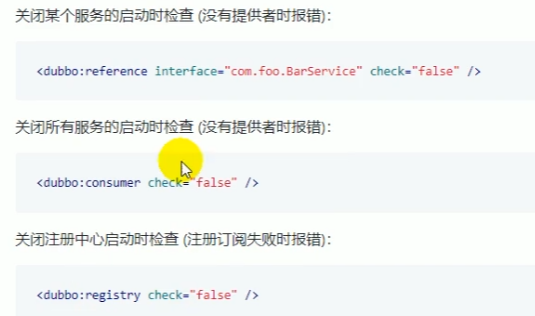 关闭某个服务的启动时检查 (没有提供者时报错)：
<dubbo:reference interface="com.foo.BarService" check="false" />
关闭所有服务的启动时检查 (没有提供者时报错)：
<dubbo:consumer check="false" />
关闭注册中心启动时检查 (注册订阅失败时报错)：
<dubbo:registry check="false" />